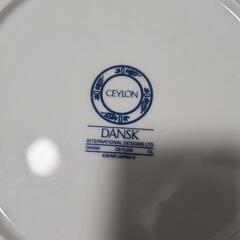 CEYLON
DANSK
INTERNATIONAL DESIGNS LTD
DANSK CEYLON